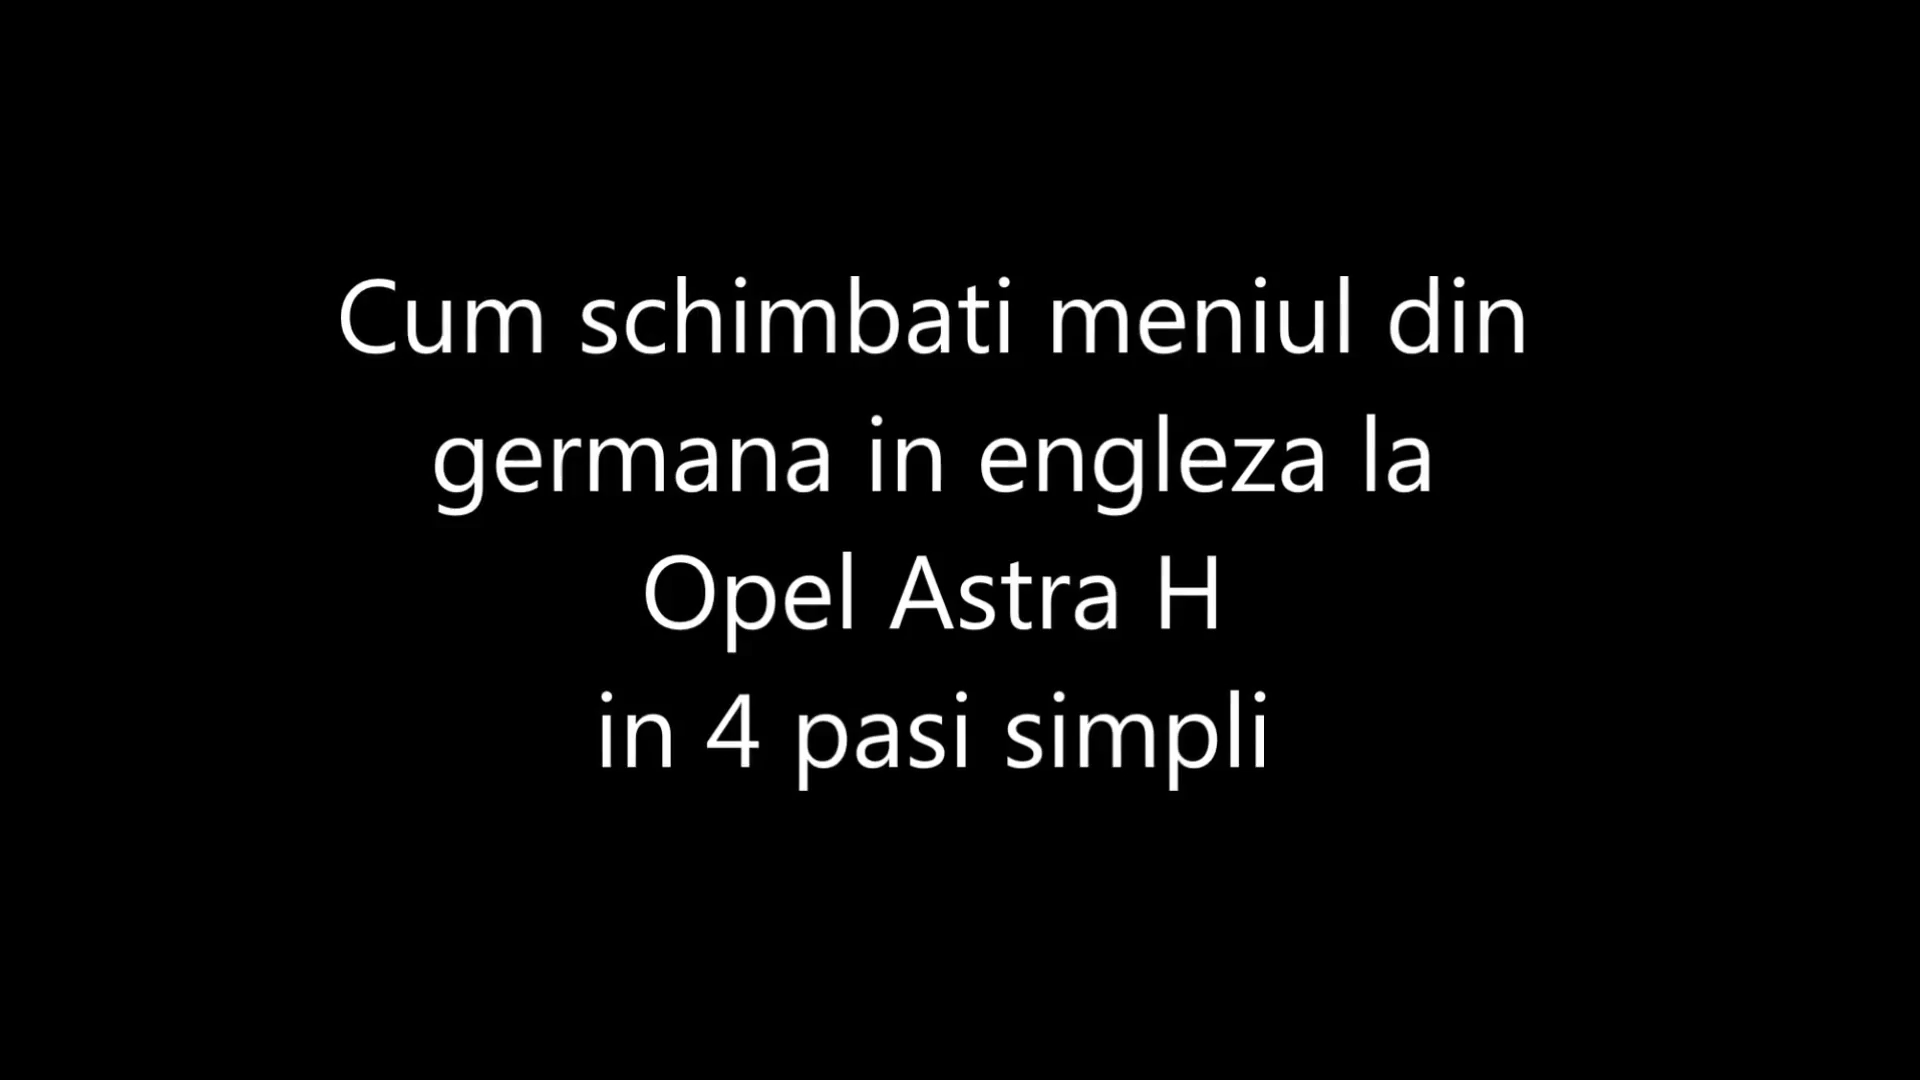 Cum schimbati meniul din
germana in engleza la
Opel Astra H
in 4 pasi simpli